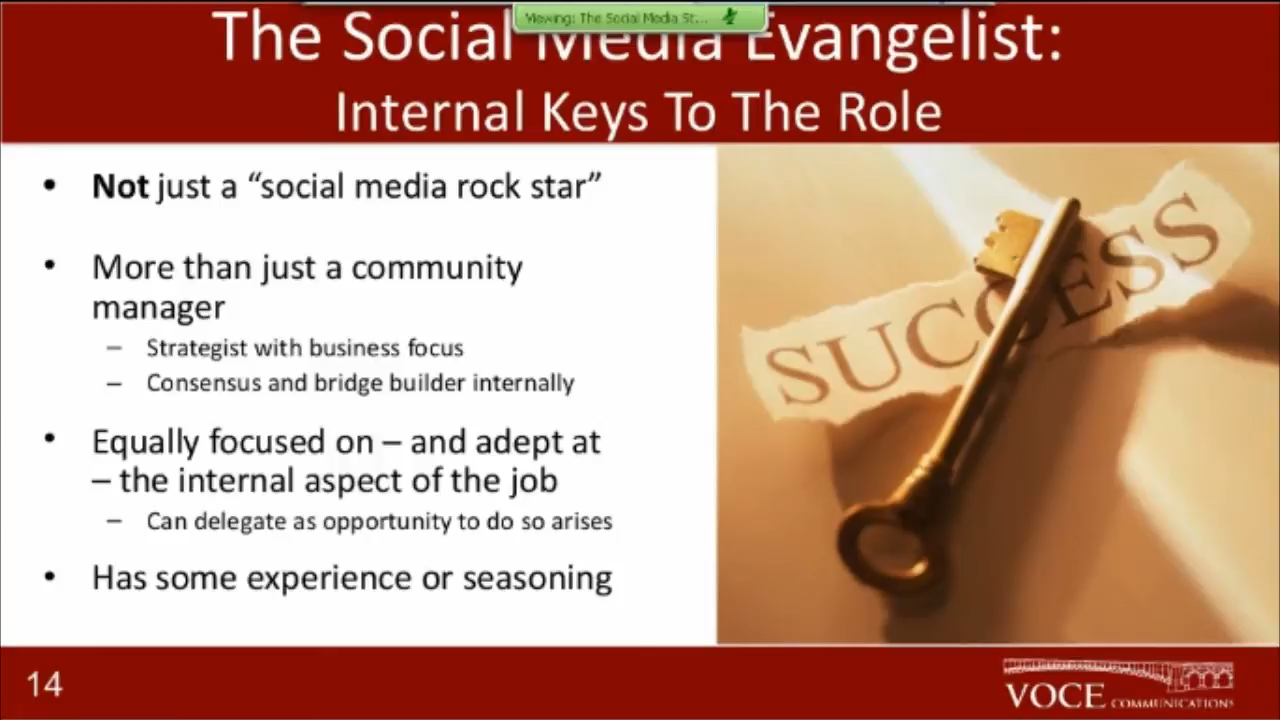 Viewing: The Social Media St...
The Social Media Evangelist:
Internal Keys To The Role
• Not just a “social media rock star”
• More than just a community
manager
– Strategist with business focus
– Consensus and bridge builder internally
• Equally focused on – and adept at
– the internal aspect of the job
– Can delegate as opportunity to do so arises
• Has some experience or seasoning
SUCCESS
14
VOCE COMMUNICATIONS